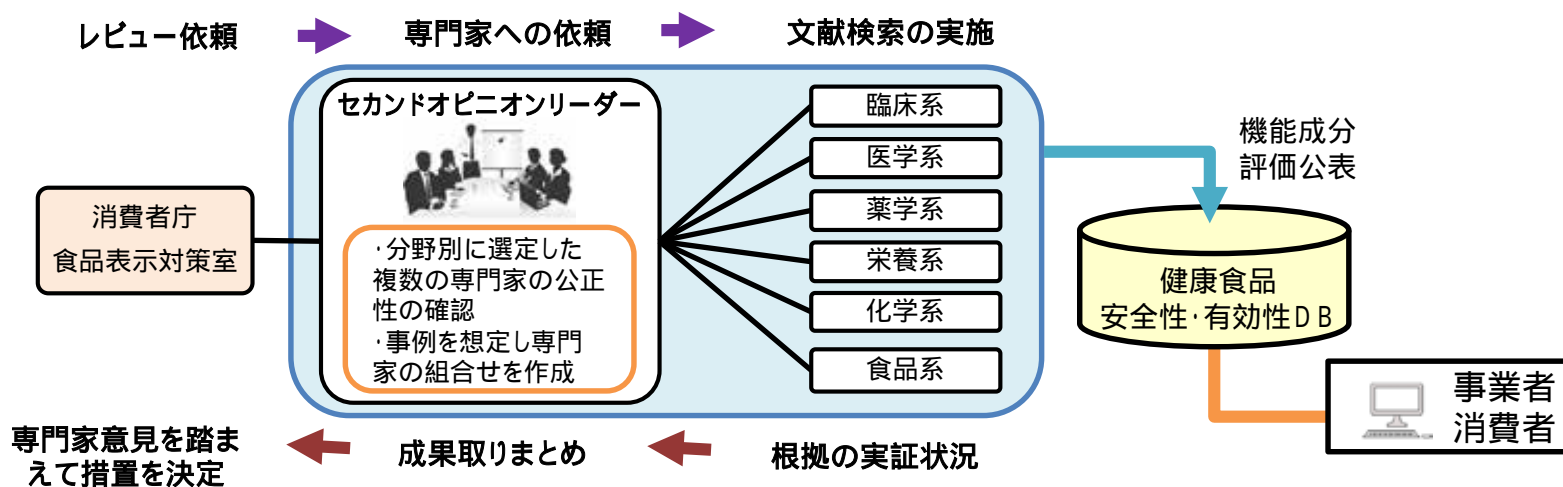 レビュー依頼
専門家への依頼
文献検索の実施
セカンドオピニオンリーダー
・分野別に選定した
複数の専門家の公正
性の確認
・事例を想定し専門
家の組合せを作成
消費者庁
食品表示対策室
臨床系
医学系
薬学系
栄養系
化学系
食品系
機能成分
評価公表
健康食品
安全性・有効性DB
事業者
消費者
専門家意見を踏ま
えて措置を決定
成果取りまとめ
根拠の実証状況